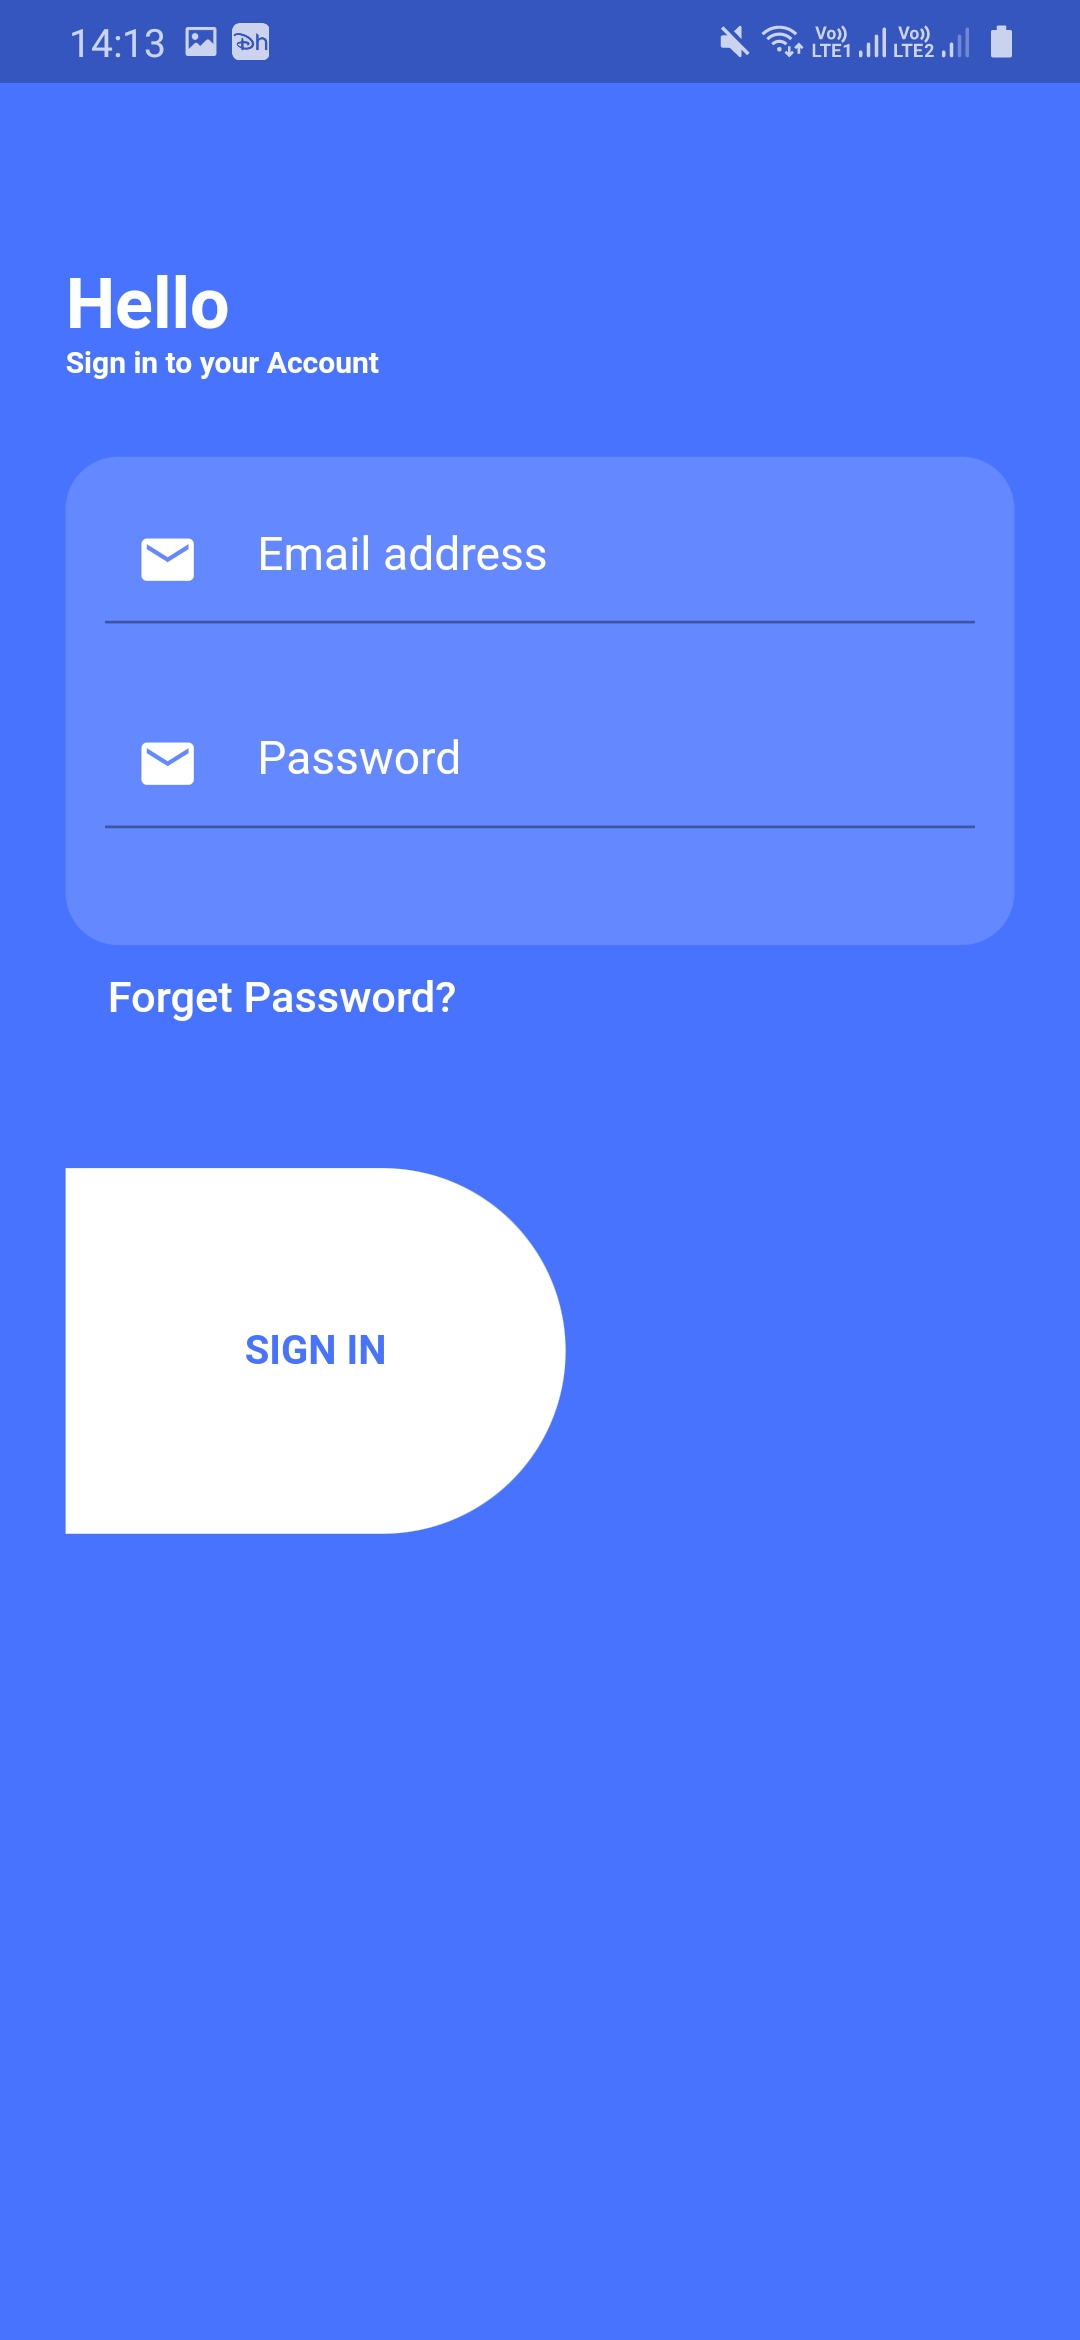 14:13
Vo)) LTE1 Vo)) LTE2
Hello
Sign in to your Account
Email address
Password
Forget Password?
SIGN IN